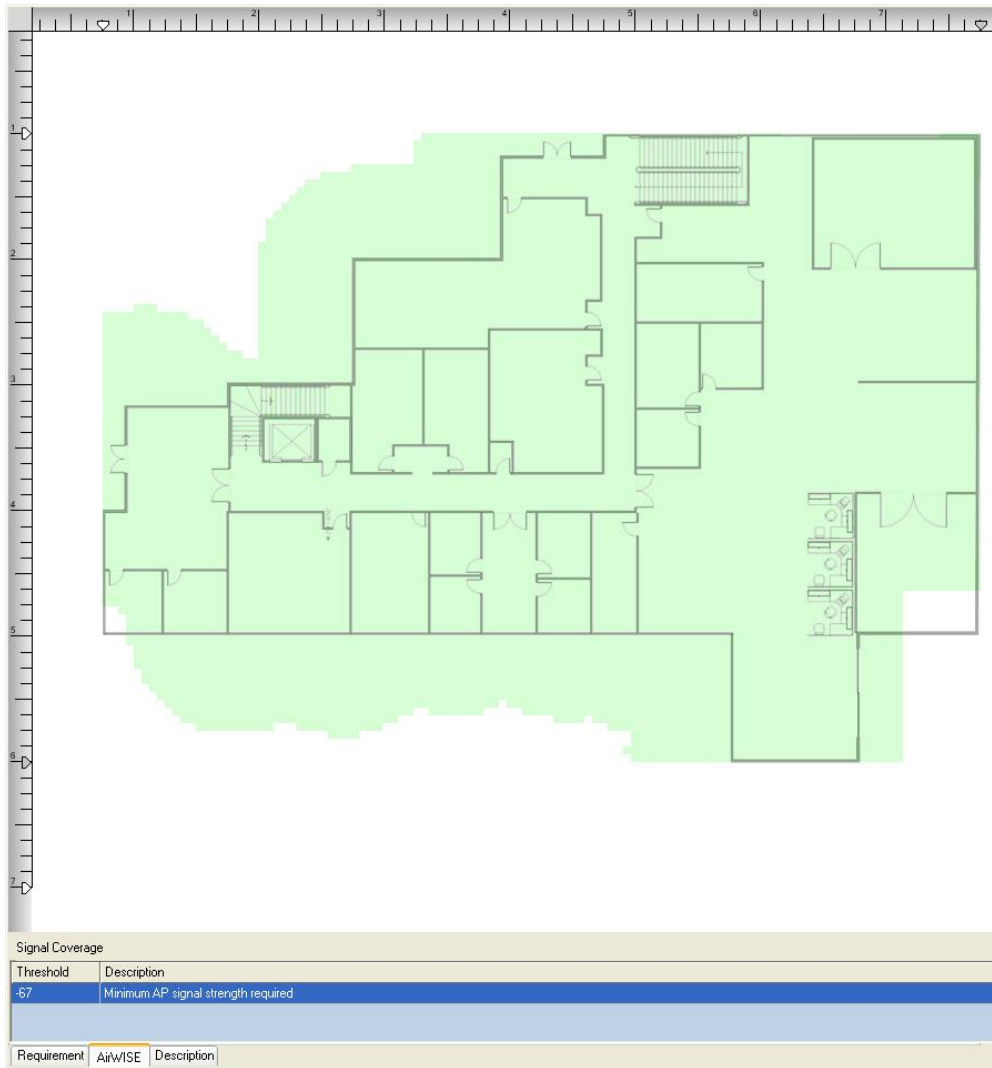 1 2 3 4 5 6 7
1
2
3
4
5
6
7
Signal Coverage
Threshold Description
-67 Minimum AP signal strength required
Requirement AirWISE Description